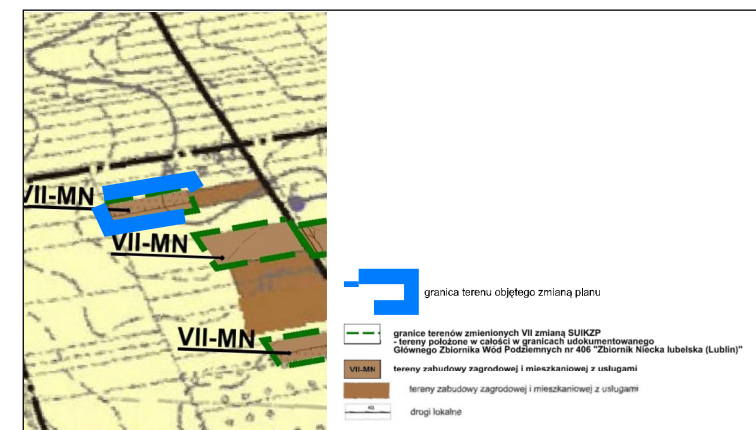 VII-MN
VII-MN
VII-MN
granica terenu objętego zmianą planu
granice terenów zmienionych VII zmianą SUIKZP
- tereny położone w całości w granicach udokumentowanego
Głównego Zbiornika Wód Podziemnych nr 406 "Zbiornik Niecka lubelska (Lublin)"
VII-MN tereny zabudowy zagrodowej i mieszkaniowej z usługami
tereny zabudowy zagrodowej i mieszkaniowej z usługami
drogi lokalne